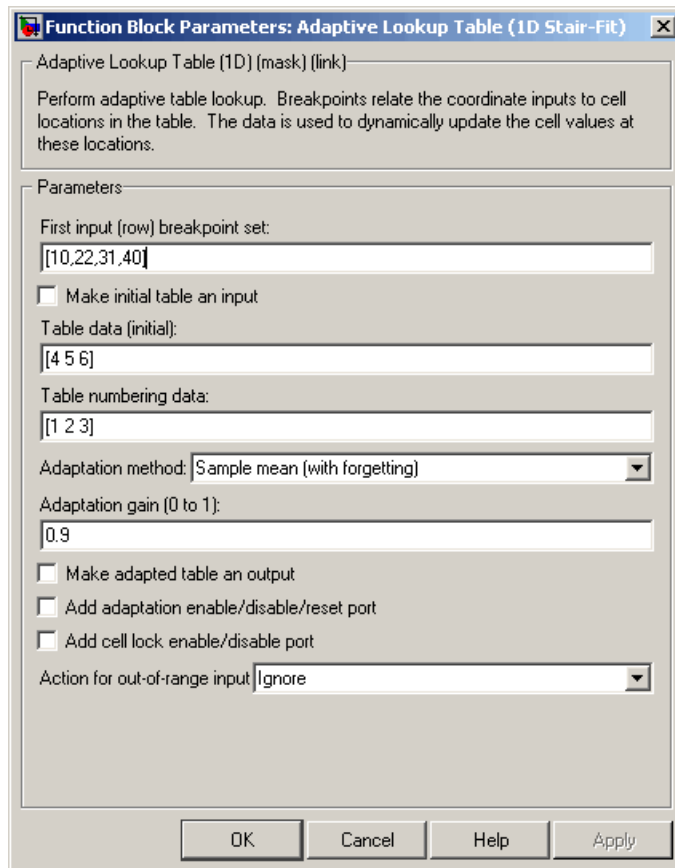 Function Block Parameters: Adaptive Lookup Table (1D Stair-Fit)
Adaptive Lookup Table (1D) (mask) (link)
Perform adaptive table lookup.  Breakpoints relate the coordinate inputs to cell
locations in the table.  The data is used to dynamically update the cell values at
these locations.
Parameters
First input (row) breakpoint set:
[10,22,31,40]
Make initial table an input
Table data (initial):
[4 5 6]
Table numbering data:
[1 2 3]
Adaptation method: Sample mean (with forgetting)
Adaptation gain (0 to 1):
0.9
Make adapted table an output
Add adaptation enable/disable/reset port
Add cell lock enable/disable port
Action for out-of-range input Ignore
OK Cancel Help Apply